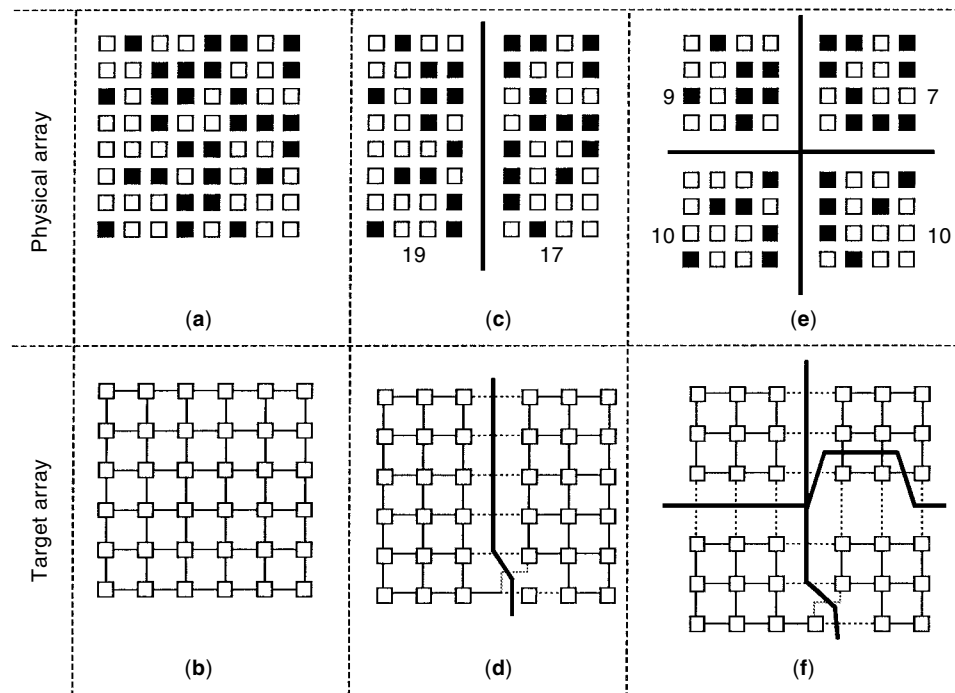 Physical array
19
17
9
7
10
10
(a)
(c)
(e)
Target array
(b)
(d)
(f)